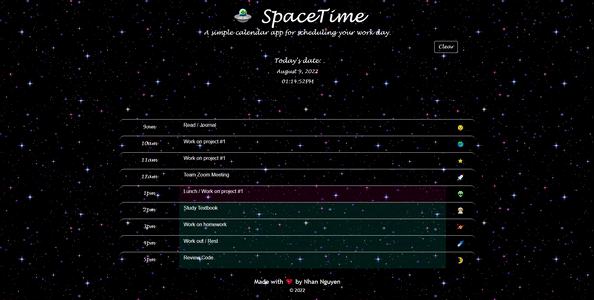 SpaceTime
A simple calendar app for scheduling your work day.
Clear
Today's date:
August 9, 2022
01:14:52PM
9am Read / Journal
10am Work on project #1
11am Work on project #1
12am Team Zoom Meeting
1pm Lunch / Work on project #1
2pm Study Textbook
3pm Work on homework
4pm Work out / Rest
5pm Review Code
Made with ❤️ by Nhan Nguyen
© 2022